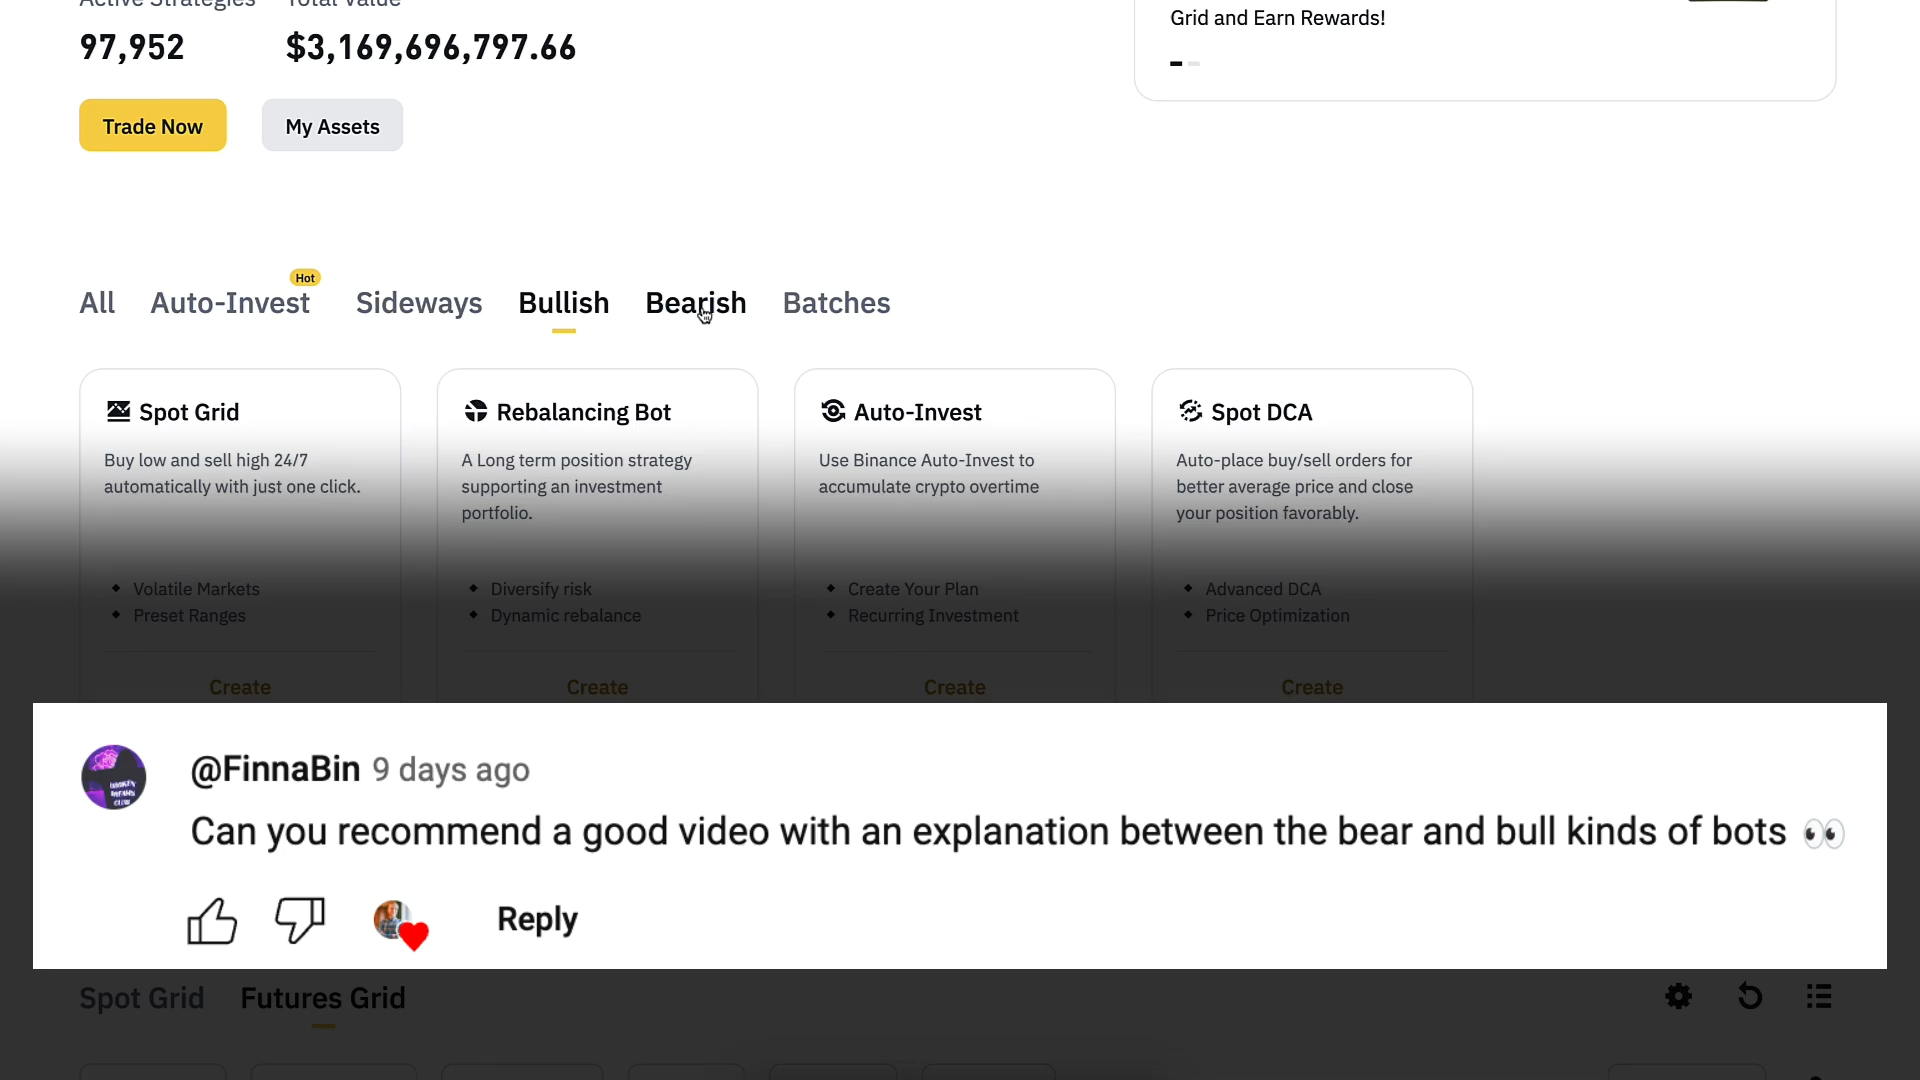 Active Strategies Total Value
97,952 $3,169,696,797.66
Grid and Earn Rewards!
Trade Now My Assets
Hot
All Auto-Invest Sideways Bullish Bearish Batches
Spot Grid
Buy low and sell high 24/7
automatically with just one click.
Volatile Markets
Preset Ranges
Create
Rebalancing Bot
A Long term position strategy
supporting an investment
portfolio.
Diversify risk
Dynamic rebalance
Create
Auto-Invest
Use Binance Auto-Invest to
accumulate crypto overtime
Create Your Plan
Recurring Investment
Create
Spot DCA
Auto-place buy/sell orders for
better average price and close
your position favorably.
Advanced DCA
Price Optimization
Create
@FinnaBin 9 days ago
Can you recommend a good video with an explanation between the bear and bull kinds of bots 👀
Reply
Spot Grid Futures Grid